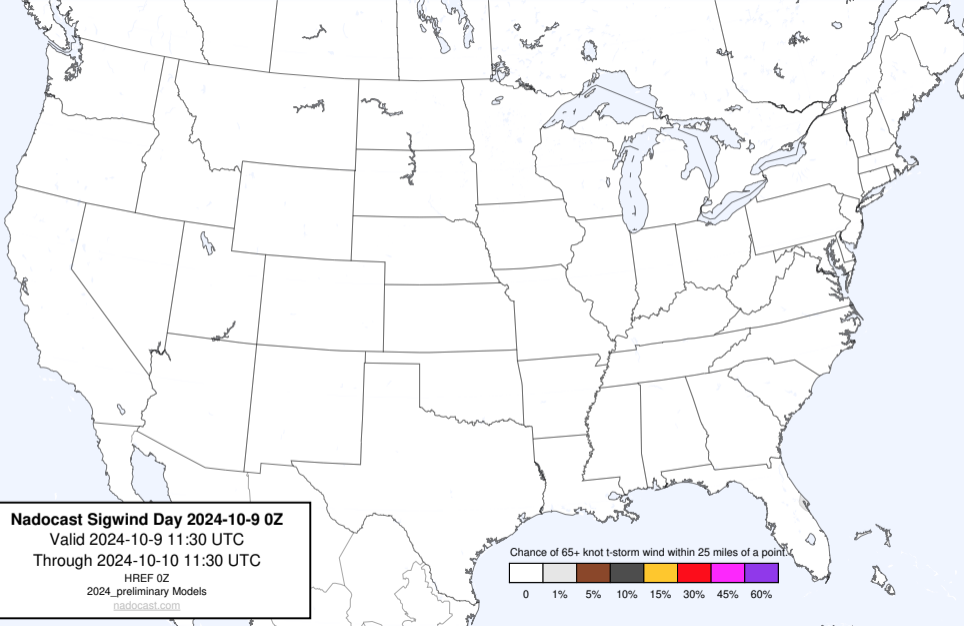 Nadocast Sigwind Day 2024-10-9 0Z
Valid 2024-10-9 11:30 UTC
Through 2024-10-10 11:30 UTC
HREF 0Z
2024_preliminary Models
nadocast.com
Chance of 65+ knot t-storm wind within 25 miles of a point.
0 1% 5% 10% 15% 30% 45% 60%